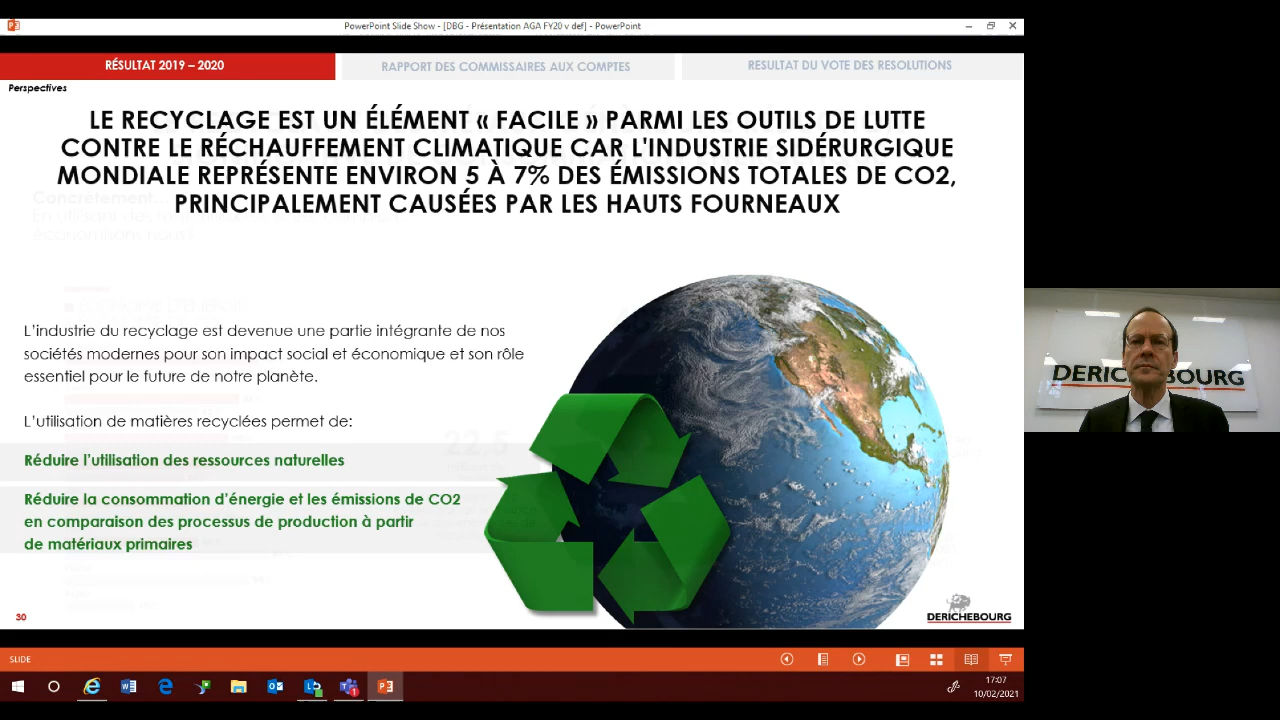 PowerPoint Slide Show - [DBG - Présentation AGA FY20 v def] - PowerPoint
RÉSULTAT 2019 – 2020
RAPPORT DES COMMISSAIRES AUX COMPTES
RESULTAT DU VOTE DES RESOLUTIONS
Perspectives
LE RECYCLAGE EST UN ÉLÉMENT « FACILE » PARMI LES OUTILS DE LUTTE
CONTRE LE RÉCHAUFFEMENT CLIMATIQUE CAR L'INDUSTRIE SIDÉRURGIQUE
MONDIALE REPRÉSENTE ENVIRON 5 À 7% DES ÉMISSIONS TOTALES DE CO2,
PRINCIPALEMENT CAUSÉES PAR LES HAUTS FOURNEAUX
Concrètement…
L’industrie du recyclage est devenue une partie intégrante de nos
sociétés modernes pour son impact social et économique et son rôle
essentiel pour le future de notre planète.
L’utilisation de matières recyclées permet de:
22,5
Réduire l’utilisation des ressources naturelles
Réduire la consommation d’énergie et les émissions de CO2
en comparaison des processus de production à partir
de matériaux primaires
30
DERICHEBOURG
DERICHEBOURG
SLIDE
17:07
10/02/2021